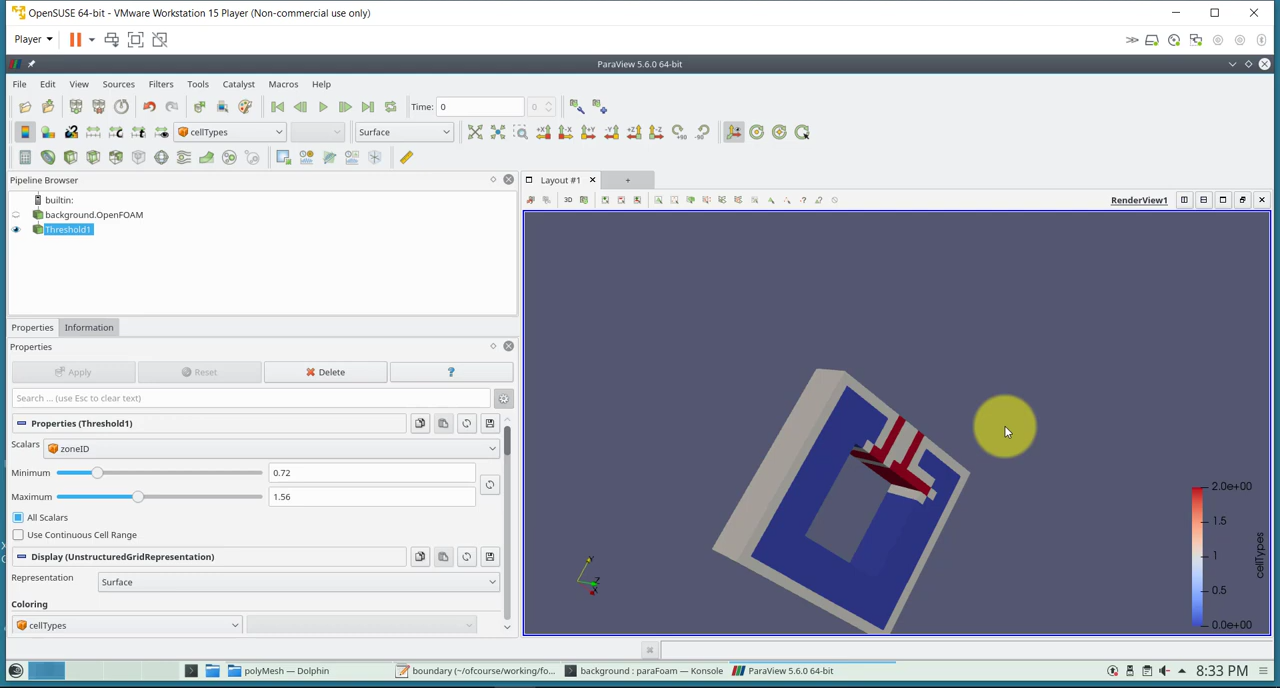 OpenSUSE 64-bit - VMware Workstation 15 Player (Non-commercial use only)
Player
ParaView 5.6.0 64-bit
File Edit View Sources Filters Tools Catalyst Macros Help
Time: 0 0
cellTypes Surface
Pipeline Browser
Layout #1
builtin:
3D RenderView1
background.OpenFOAM
Threshold1
Properties Information
Properties
Apply Reset Delete ?
Search ... (use Esc to clear text)
Properties (Threshold1)
Scalars zoneID
Minimum 0.72
Maximum 1.56
All Scalars
Use Continuous Cell Range
Display (UnstructuredGridRepresentation)
Representation Surface
Coloring
cellTypes
2.0e+00
1.5
1
0.5
0.0e+00
cellTypes
Y
Z
X
polyMesh — Dolphin boundary (~/ofcourse/working/fo... background : paraFoam — Konsole ParaView 5.6.0 64-bit 8:33 PM